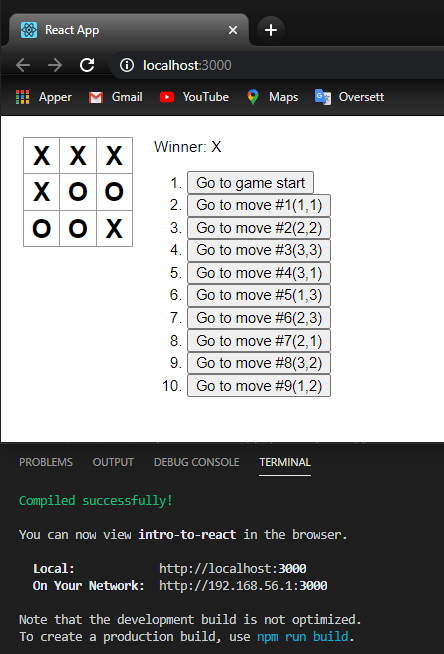 React App
localhost:3000
Apper Gmail YouTube Maps Oversett
X X X
X O O
O O X
Winner: X
1. Go to game start
2. Go to move #1(1,1)
3. Go to move #2(2,2)
4. Go to move #3(3,3)
5. Go to move #4(3,1)
6. Go to move #5(1,3)
7. Go to move #6(2,3)
8. Go to move #7(2,1)
9. Go to move #8(3,2)
10. Go to move #9(1,2)
PROBLEMS OUTPUT DEBUG CONSOLE TERMINAL
Compiled successfully!
You can now view intro-to-react in the browser.
Local: http://localhost:3000
On Your Network: http://192.168.56.1:3000
Note that the development build is not optimized.
To create a production build, use npm run build.